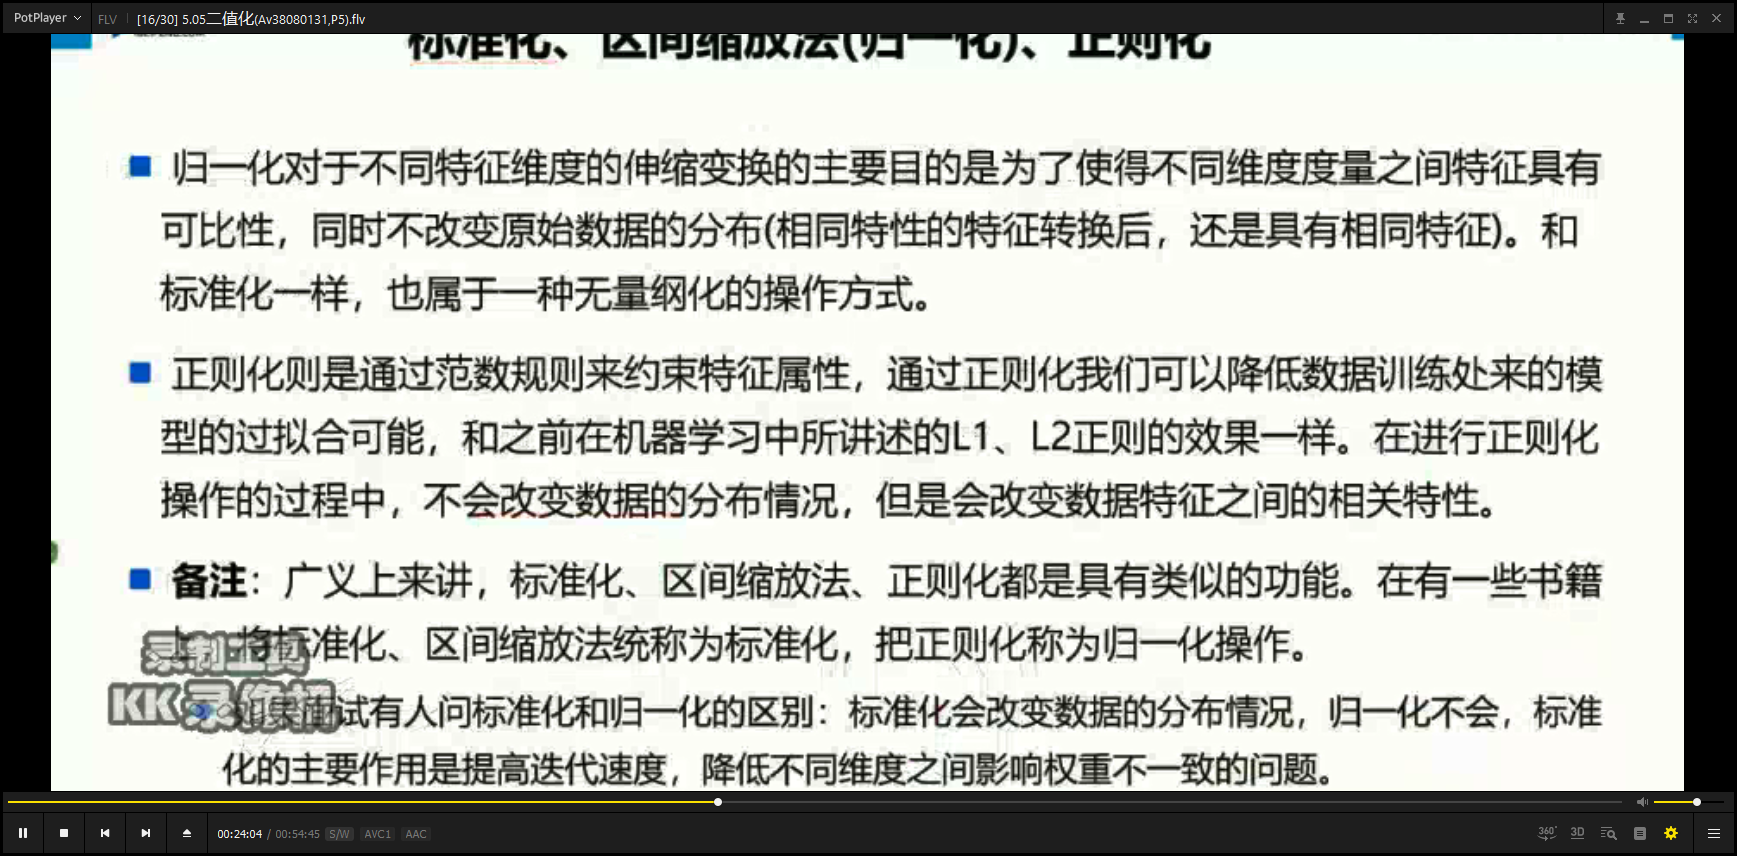 PotPlayer
FLV
[16/30] 5.05二值化(Av38080131,P5).flv
标准化、区间缩放法(归一化)、正则化
归一化对于不同特征维度的伸缩变换的主要目的是为了使得不同维度度量之间特征具有
可比性，同时不改变原始数据的分布(相同特性的特征转换后，还是具有相同特征)。和
标准化一样，也属于一种无量纲化的操作方式。
正则化则是通过范数规则来约束特征属性，通过正则化我们可以降低数据训练处来的模
型的过拟合可能，和之前在机器学习中所讲述的L1、L2正则的效果一样。在进行正则化
操作的过程中，不会改变数据的分布情况，但是会改变数据特征之间的相关特性。
备注：广义上来讲，标准化、区间缩放法、正则化都是具有类似的功能。在有一些书籍
将标准化、区间缩放法统称为标准化，把正则化称为归一化操作。
KK录像机
试有人问标准化和归一化的区别：标准化会改变数据的分布情况，归一化不会，标准
化的主要作用是提高迭代速度，降低不同维度之间影响权重不一致的问题。
00:24:04 / 00:54:45 S/W AVC1 AAC
360° 3D